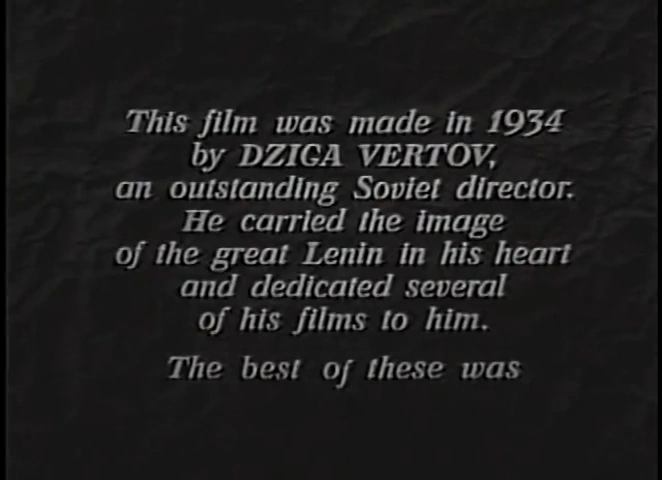 This film was made in 1934
by DZIGA VERTOV,
an outstanding Soviet director.
He carried the image
of the great Lenin in his heart
and dedicated several
of his films to him.
The best of these was